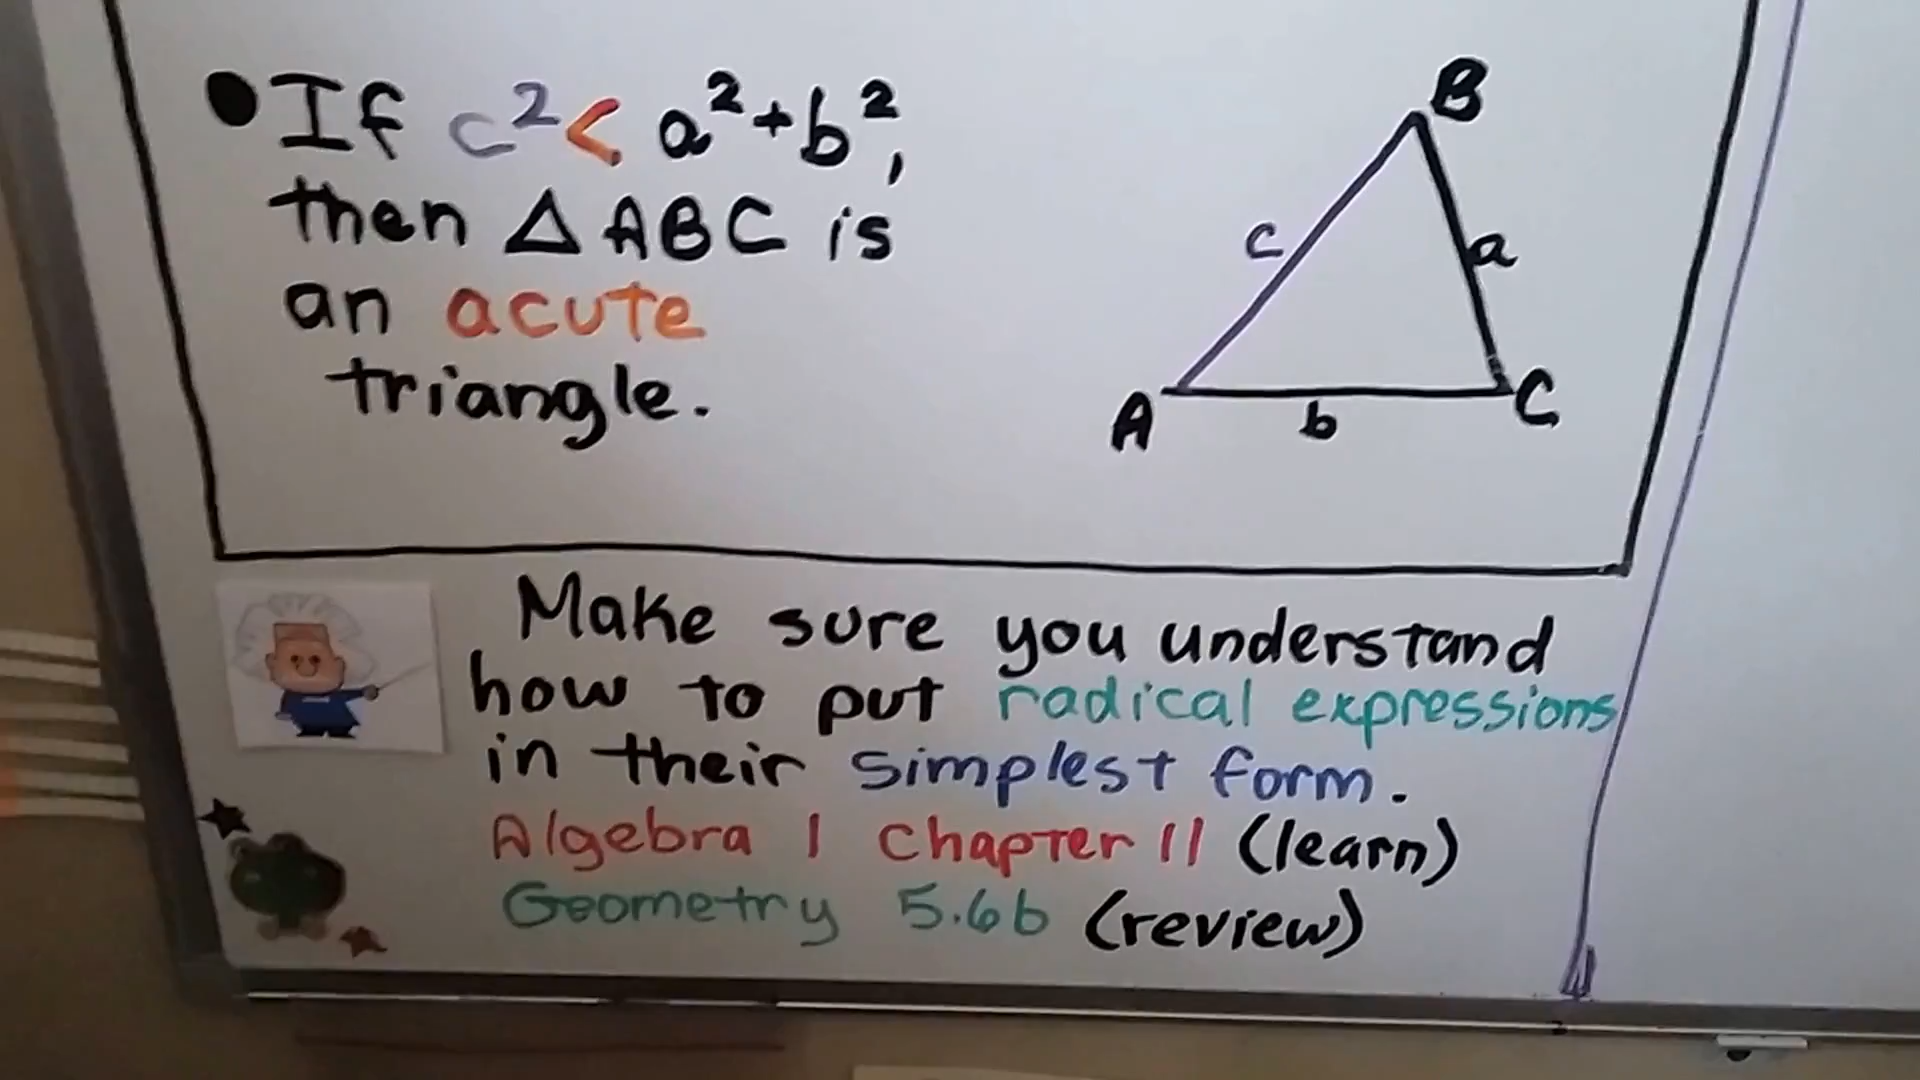 ● If c² < a² + b²,
then △ABC is
an acute
triangle.
B
c
a
A
b
C
Make sure you understand
how to put radical expressions
in their simplest form.
Algebra 1 Chapter 11 (learn)
Geometry 5.6b (review)